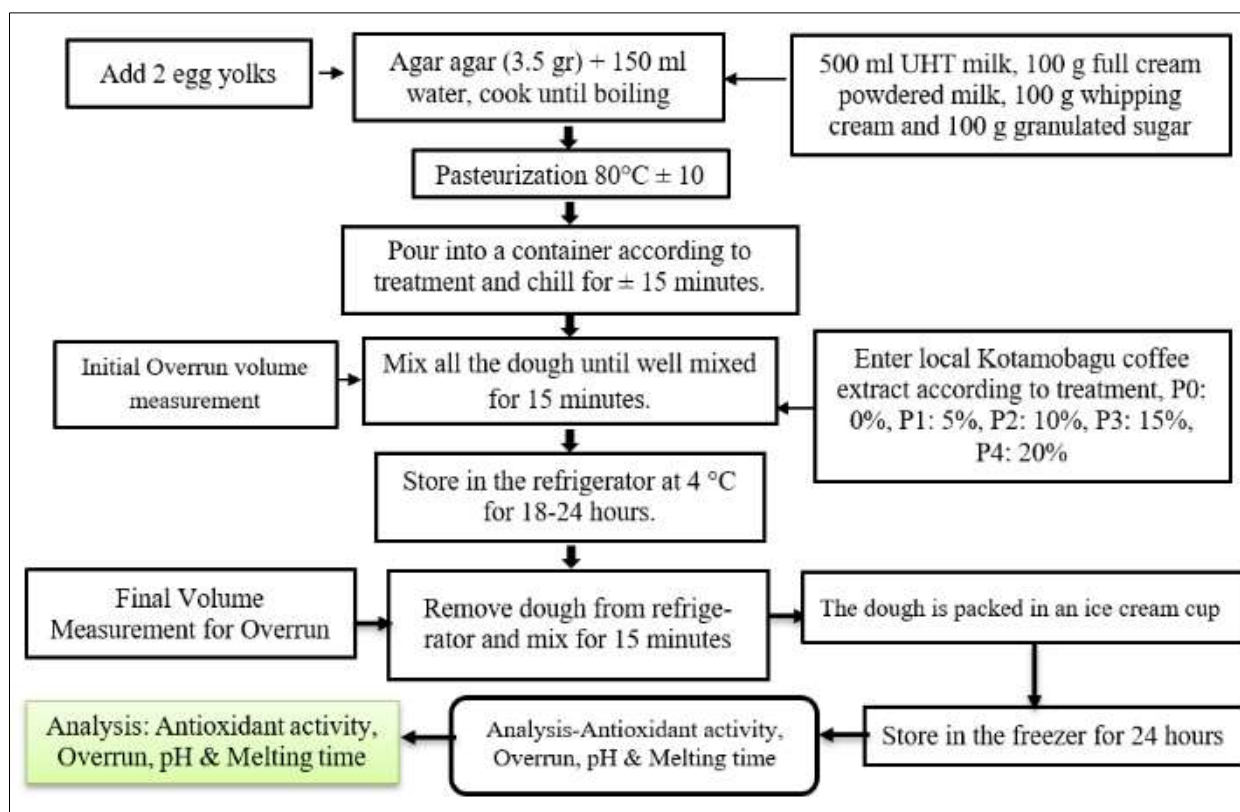 Add 2 egg yolks
Agar agar (3.5 gr) + 150 ml
water, cook until boiling
500 ml UHT milk, 100 g full cream
powdered milk, 100 g whipping
cream and 100 g granulated sugar
Pasteurization 80°C ± 10
Pour into a container according to
treatment and chill for ± 15 minutes.
Initial Overrun volume
measurement
Mix all the dough until well mixed
for 15 minutes.
Enter local Kotamobagu coffee
extract according to treatment, P0:
0%, P1: 5%, P2: 10%, P3: 15%,
P4: 20%
Store in the refrigerator at 4 °C
for 18-24 hours.
Final Volume
Measurement for Overrun
Remove dough from refrige-
rator and mix for 15 minutes
The dough is packed in an ice cream cup
Analysis: Antioxidant activity,
Overrun, pH & Melting time
Analysis-Antioxidant activity,
Overrun, pH & Melting time
Store in the freezer for 24 hours